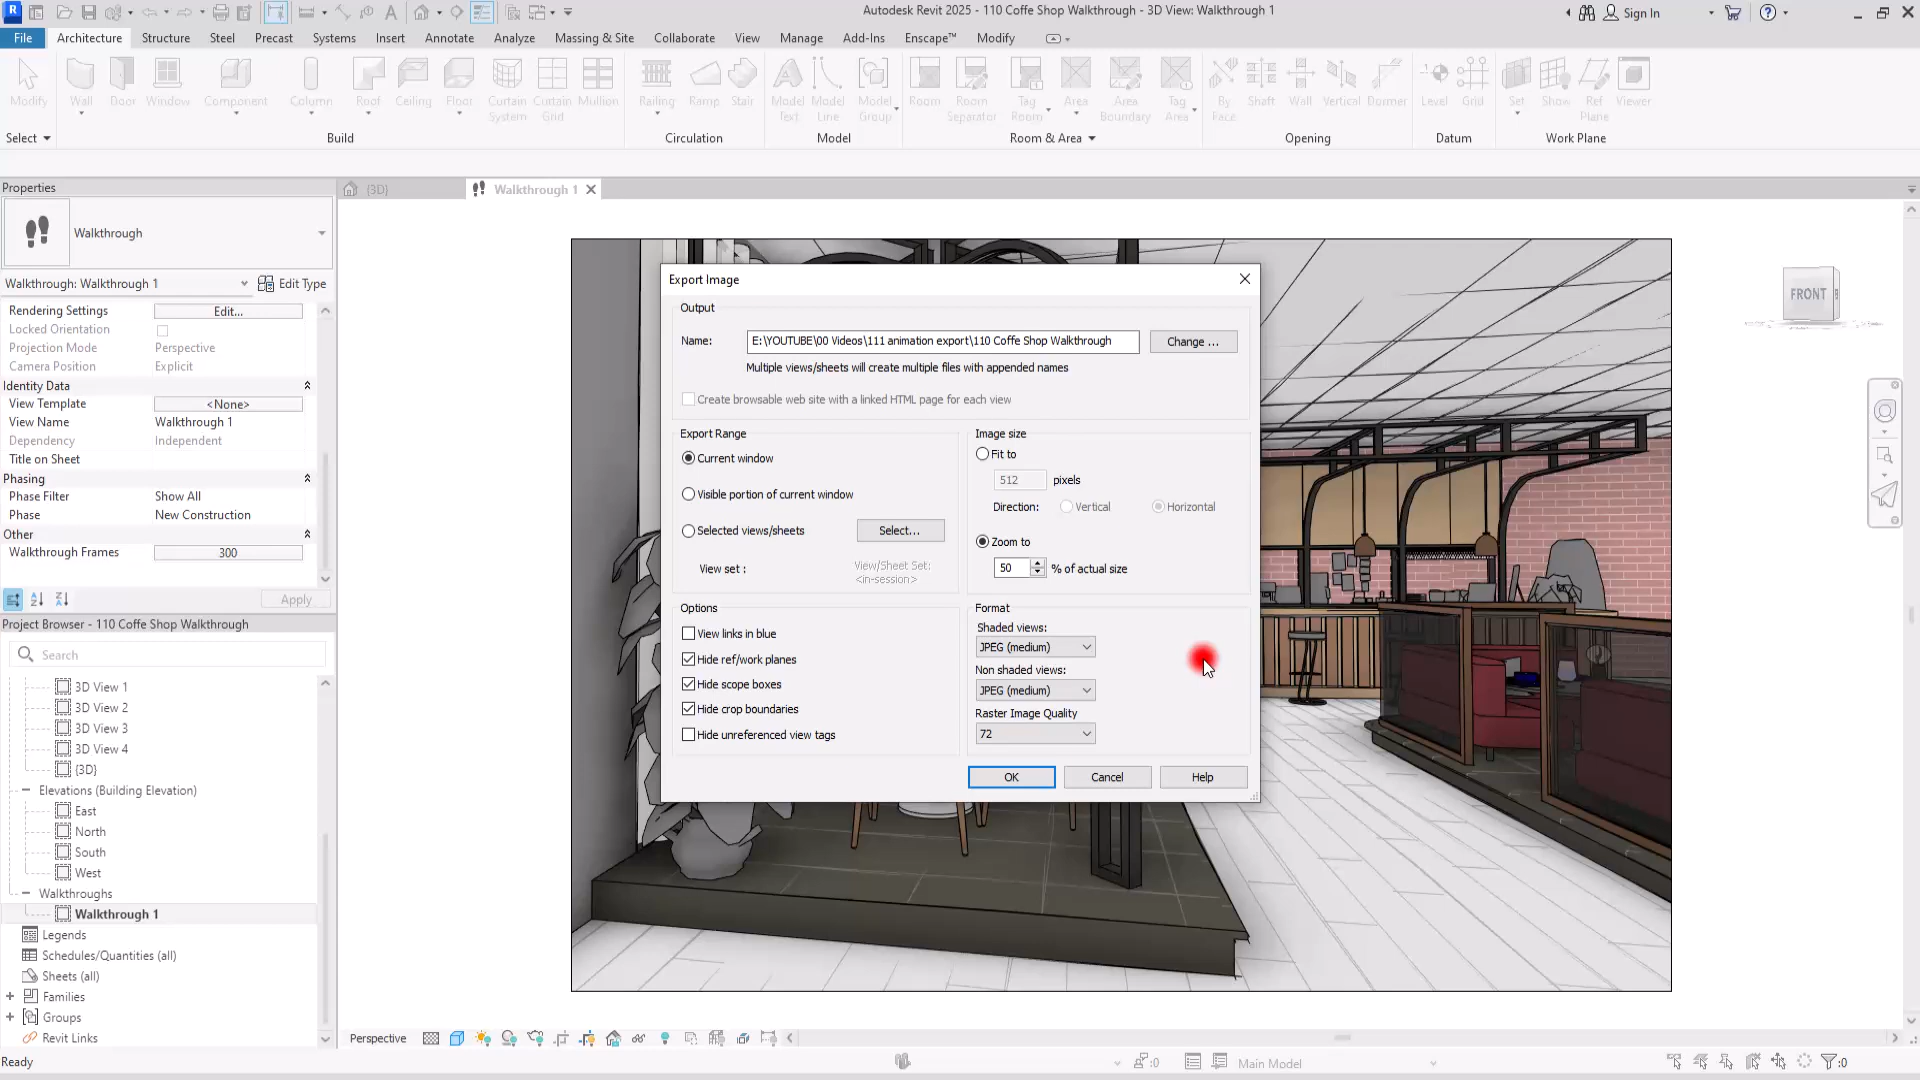 Autodesk Revit 2025 - 110 Coffe Shop Walkthrough - 3D View: Walkthrough 1
Sign In
File Architecture Structure Steel Precast Systems Insert Annotate Analyze Massing & Site Collaborate View Manage Add-Ins Enscape™ Modify
Modify Wall Door Window Component Column Roof Ceiling Floor Curtain System Curtain Grid Mullion Railing Ramp Stair Model Text Model Line Model Group Room Room Separator Tag Room Area Area Boundary Tag Area By Face Shaft Wall Vertical Dormer Level Grid Set Show Ref Plane Viewer
Select Build Circulation Model Room & Area Opening Datum Work Plane
Properties
{3D}
Walkthrough 1
Walkthrough
Walkthrough: Walkthrough 1
Edit Type
Rendering Settings Edit...
Locked Orientation
Projection Mode Perspective
Camera Position Explicit
Identity Data
View Template <None>
View Name Walkthrough 1
Dependency Independent
Title on Sheet
Phasing
Phase Filter Show All
Phase New Construction
Other
Walkthrough Frames 300
Apply
Project Browser - 110 Coffe Shop Walkthrough
Search
3D View 1
3D View 2
3D View 3
3D View 4
{3D}
Elevations (Building Elevation)
East
North
South
West
Walkthroughs
Walkthrough 1
Legends
Schedules/Quantities (all)
Sheets (all)
Families
Groups
Revit Links
Ready
FRONT
Export Image
Output
Name: E:\YOUTUBE\00 Videos\111 animation export\110 Coffe Shop Walkthrough
Change ...
Multiple views/sheets will create multiple files with appended names
Create browsable web site with a linked HTML page for each view
Export Range
Current window
Visible portion of current window
Selected views/sheets
Select...
View set :
View/Sheet Set:
<in-session>
Image size
Fit to
512 pixels
Direction: Vertical Horizontal
Zoom to
50 % of actual size
Options
View links in blue
Hide ref/work planes
Hide scope boxes
Hide crop boundaries
Hide unreferenced view tags
Format
Shaded views:
JPEG (medium)
Non shaded views:
JPEG (medium)
Raster Image Quality
72
OK
Cancel
Help
Perspective
:0
Main Model
:0